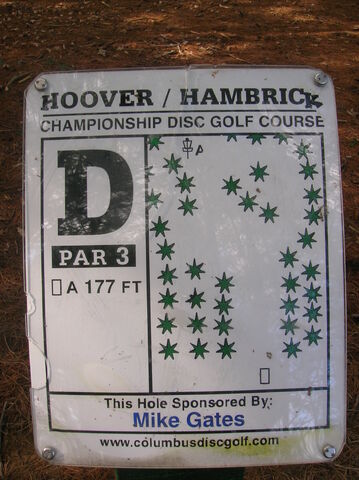 HOOVER / HAMBRICK
CHAMPIONSHIP DISC GOLF COURSE
A
D
PAR 3
A 177 FT
This Hole Sponsored By:
Mike Gates
www.columbusdiscgolf.com